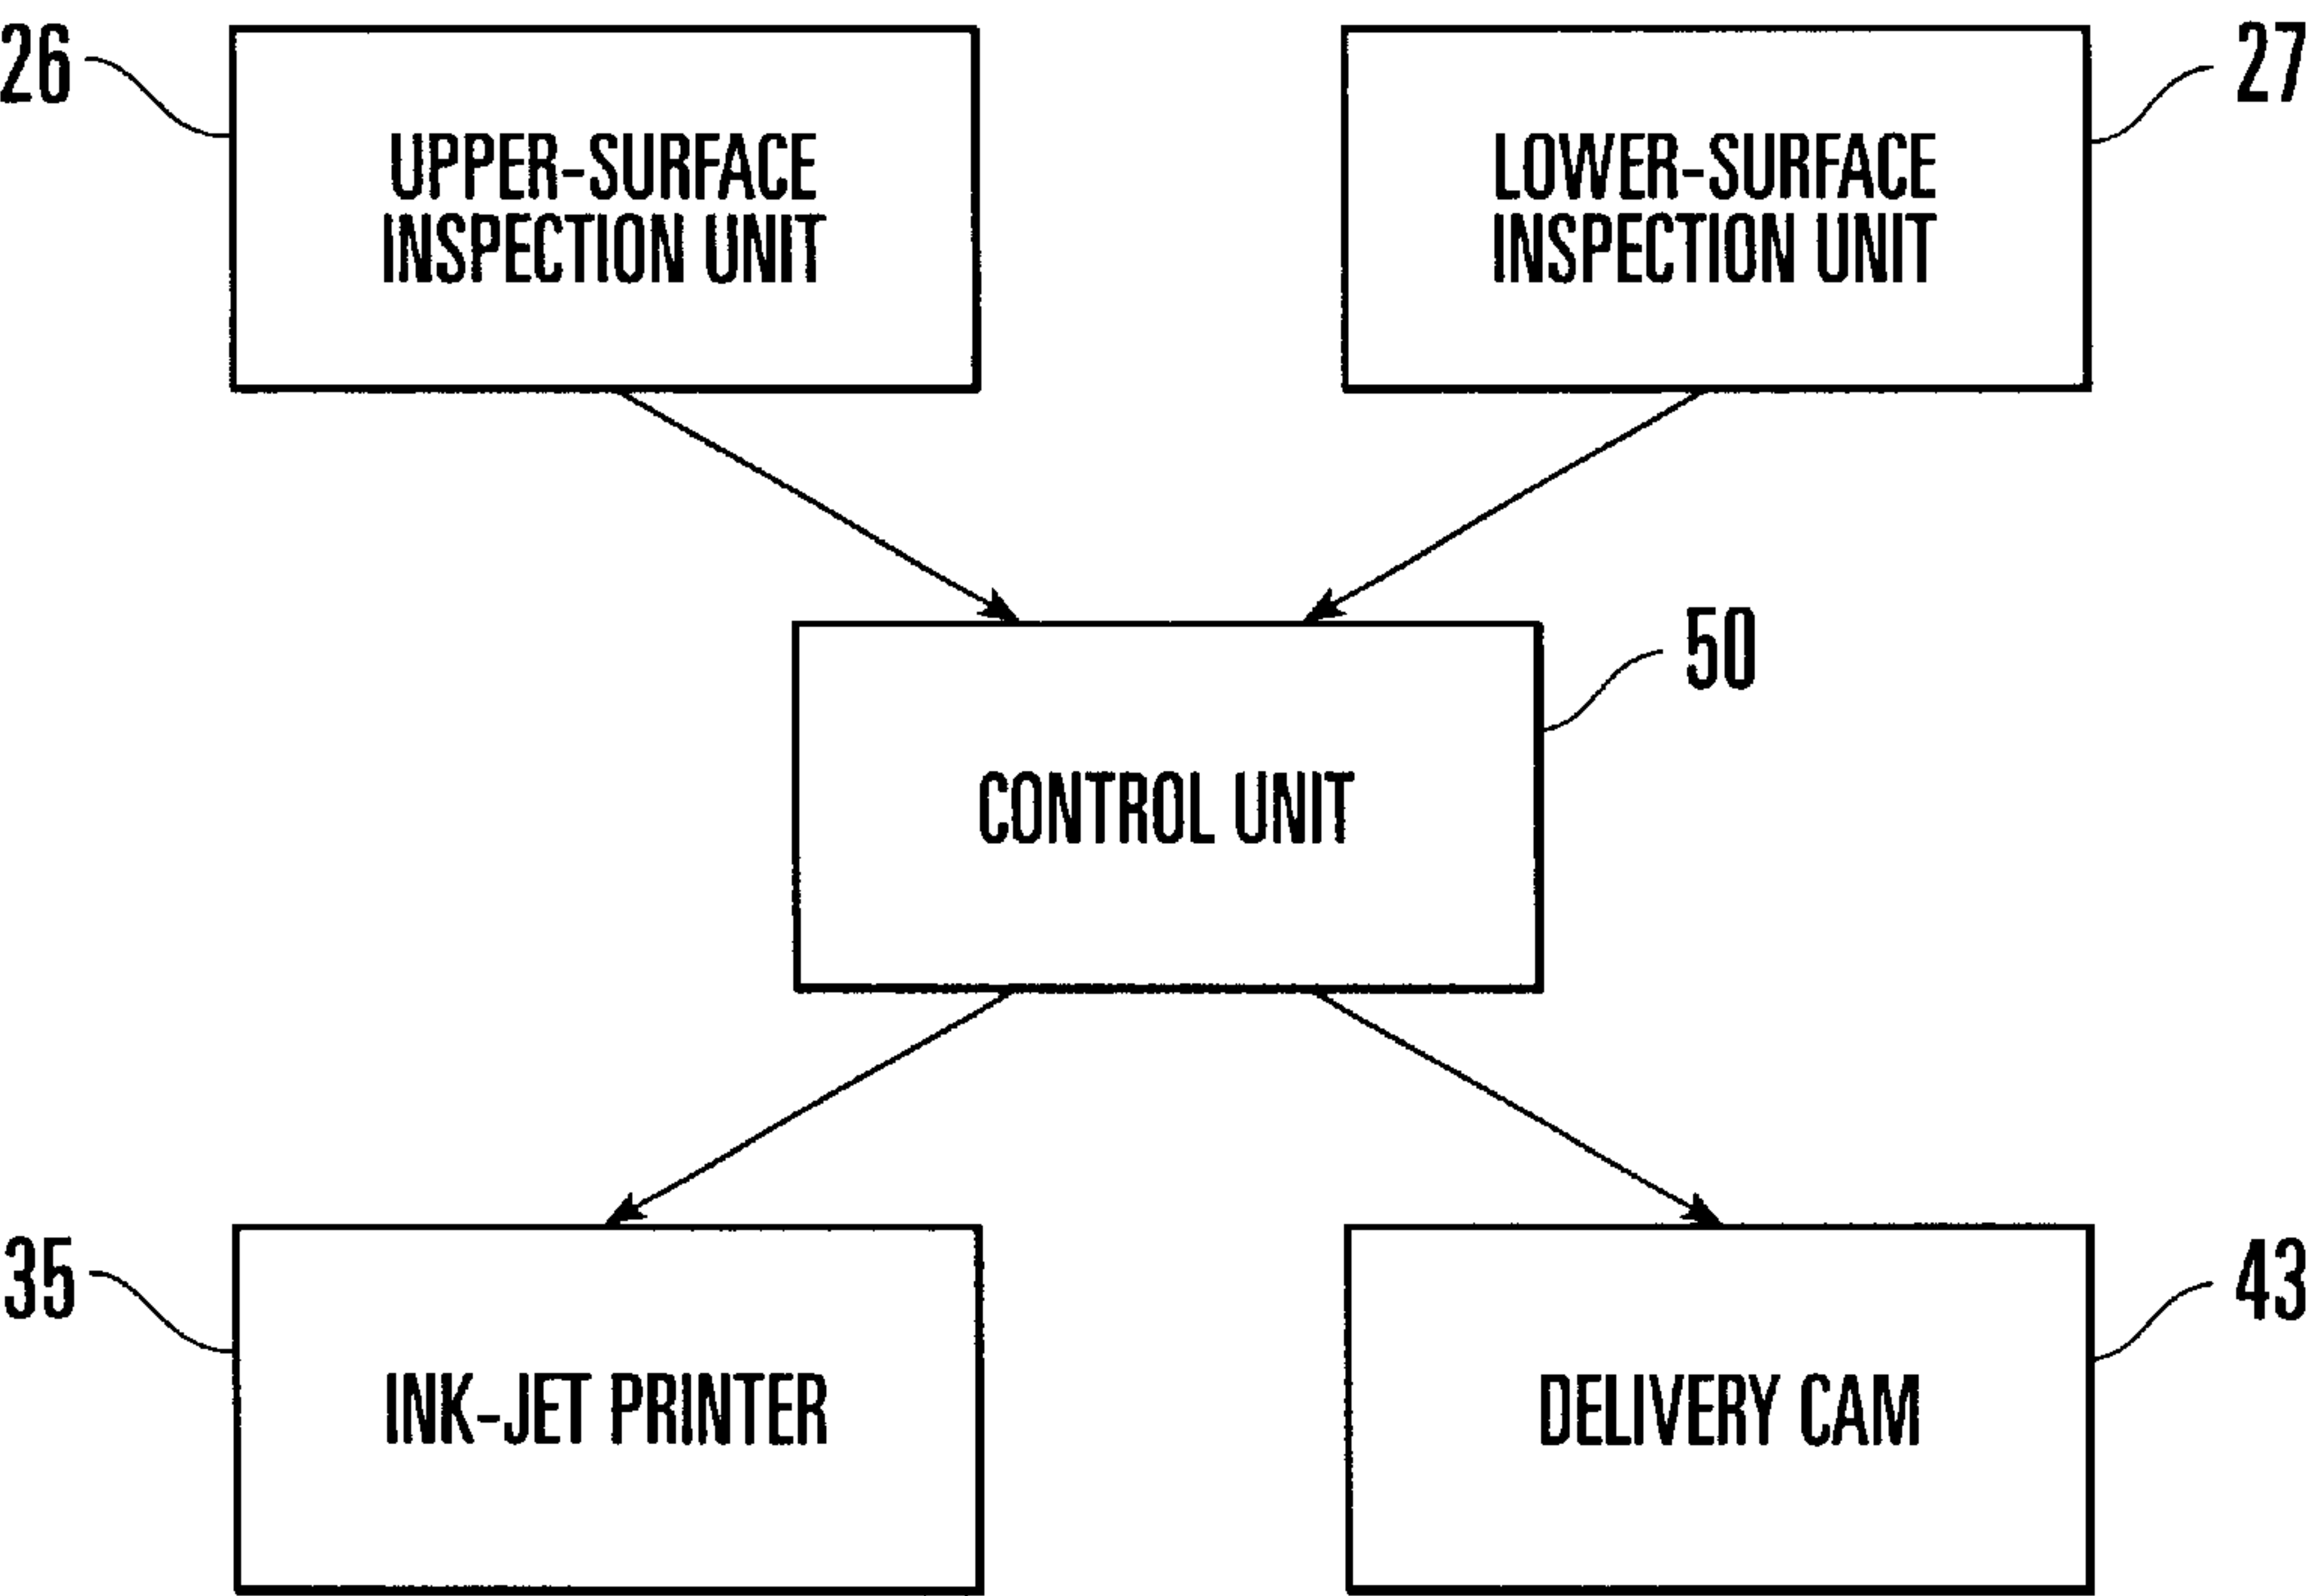 26
UPPER-SURFACE
INSPECTION UNIT
LOWER-SURFACE
INSPECTION UNIT
27
50
CONTROL UNIT
35
INK-JET PRINTER
DELIVERY CAM
43